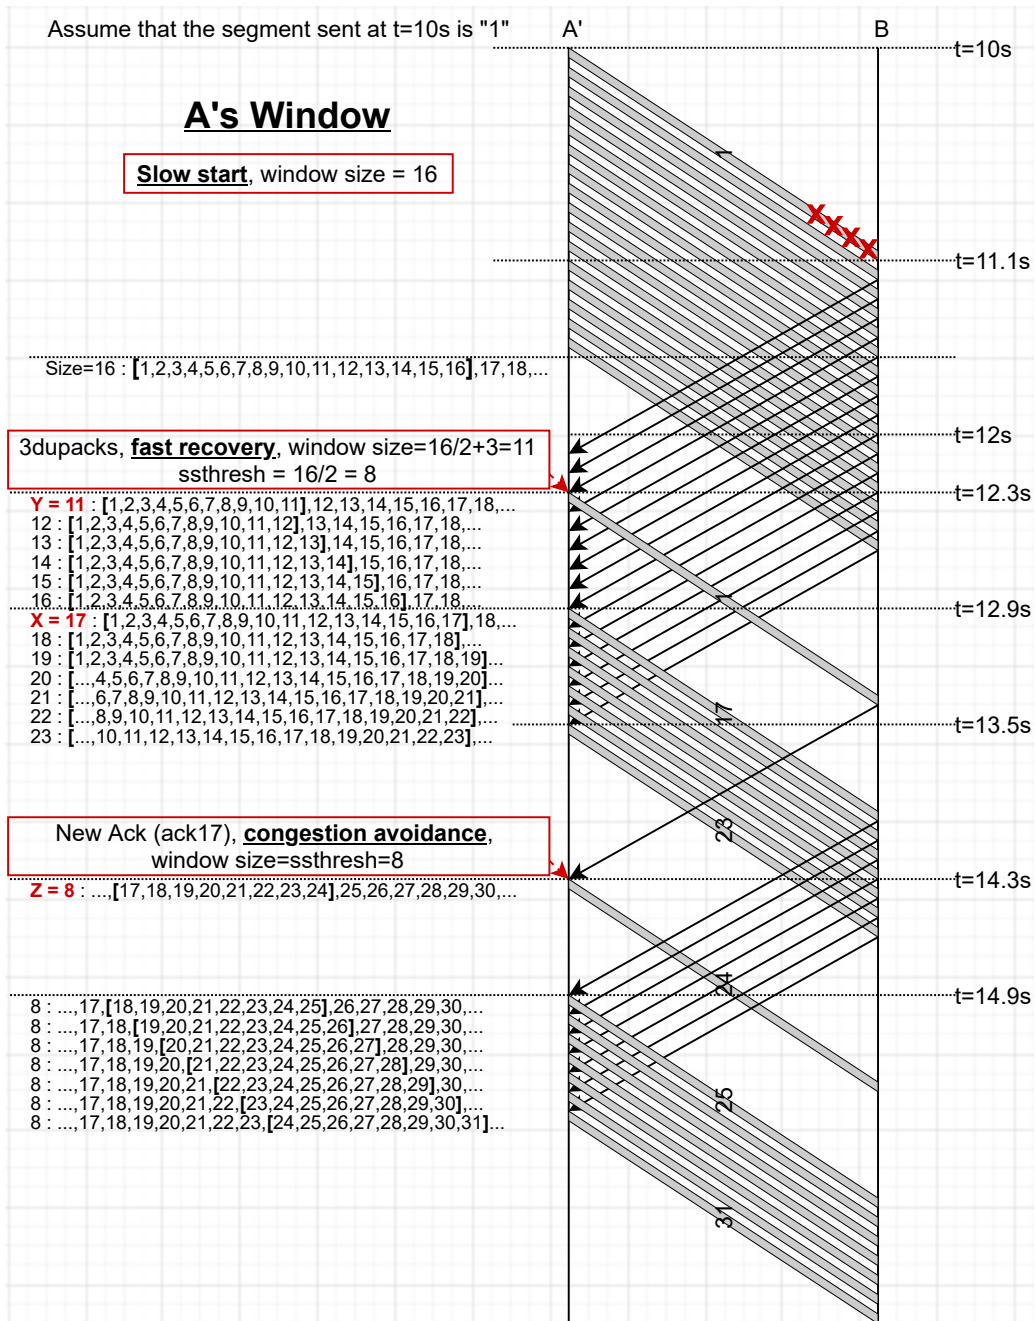 Assume that the segment sent at t=10s is "1"
A'
B
t=10s
A's Window
Slow start, window size = 16
1
X
X
X
X
t=11.1s
Size=16 : [1,2,3,4,5,6,7,8,9,10,11,12,13,14,15,16],17,18,...
t=12s
3dupacks, fast recovery, window size=16/2+3=11
ssthresh = 16/2 = 8
t=12.3s
Y = 11 : [1,2,3,4,5,6,7,8,9,10,11],12,13,14,15,16,17,18,...
12 : [1,2,3,4,5,6,7,8,9,10,11,12],13,14,15,16,17,18,...
13 : [1,2,3,4,5,6,7,8,9,10,11,12,13],14,15,16,17,18,...
14 : [1,2,3,4,5,6,7,8,9,10,11,12,13,14],15,16,17,18,...
15 : [1,2,3,4,5,6,7,8,9,10,11,12,13,14,15],16,17,18,...
16 : [1,2,3,4,5,6,7,8,9,10,11,12,13,14,15,16],17,18,...
1
t=12.9s
X = 17 : [1,2,3,4,5,6,7,8,9,10,11,12,13,14,15,16,17],18,...
18 : [1,2,3,4,5,6,7,8,9,10,11,12,13,14,15,16,17,18],...
19 : [1,2,3,4,5,6,7,8,9,10,11,12,13,14,15,16,17,18,19]...
20 : [...,4,5,6,7,8,9,10,11,12,13,14,15,16,17,18,19,20]...
21 : [...,6,7,8,9,10,11,12,13,14,15,16,17,18,19,20,21],...
22 : [...,8,9,10,11,12,13,14,15,16,17,18,19,20,21,22],...
23 : [...,10,11,12,13,14,15,16,17,18,19,20,21,22,23],...
17
t=13.5s
23
New Ack (ack17), congestion avoidance,
window size=ssthresh=8
t=14.3s
Z = 8 : ...,[17,18,19,20,21,22,23,24],25,26,27,28,29,30,...
24
t=14.9s
8 : ...,17,[18,19,20,21,22,23,24,25],26,27,28,29,30,...
8 : ...,17,18,[19,20,21,22,23,24,25,26],27,28,29,30,...
8 : ...,17,18,19,[20,21,22,23,24,25,26,27],28,29,30,...
8 : ...,17,18,19,20,[21,22,23,24,25,26,27,28],29,30,...
8 : ...,17,18,19,20,21,[22,23,24,25,26,27,28,29],30,...
8 : ...,17,18,19,20,21,22,[23,24,25,26,27,28,29,30],...
8 : ...,17,18,19,20,21,22,23,[24,25,26,27,28,29,30,31]...
25
31